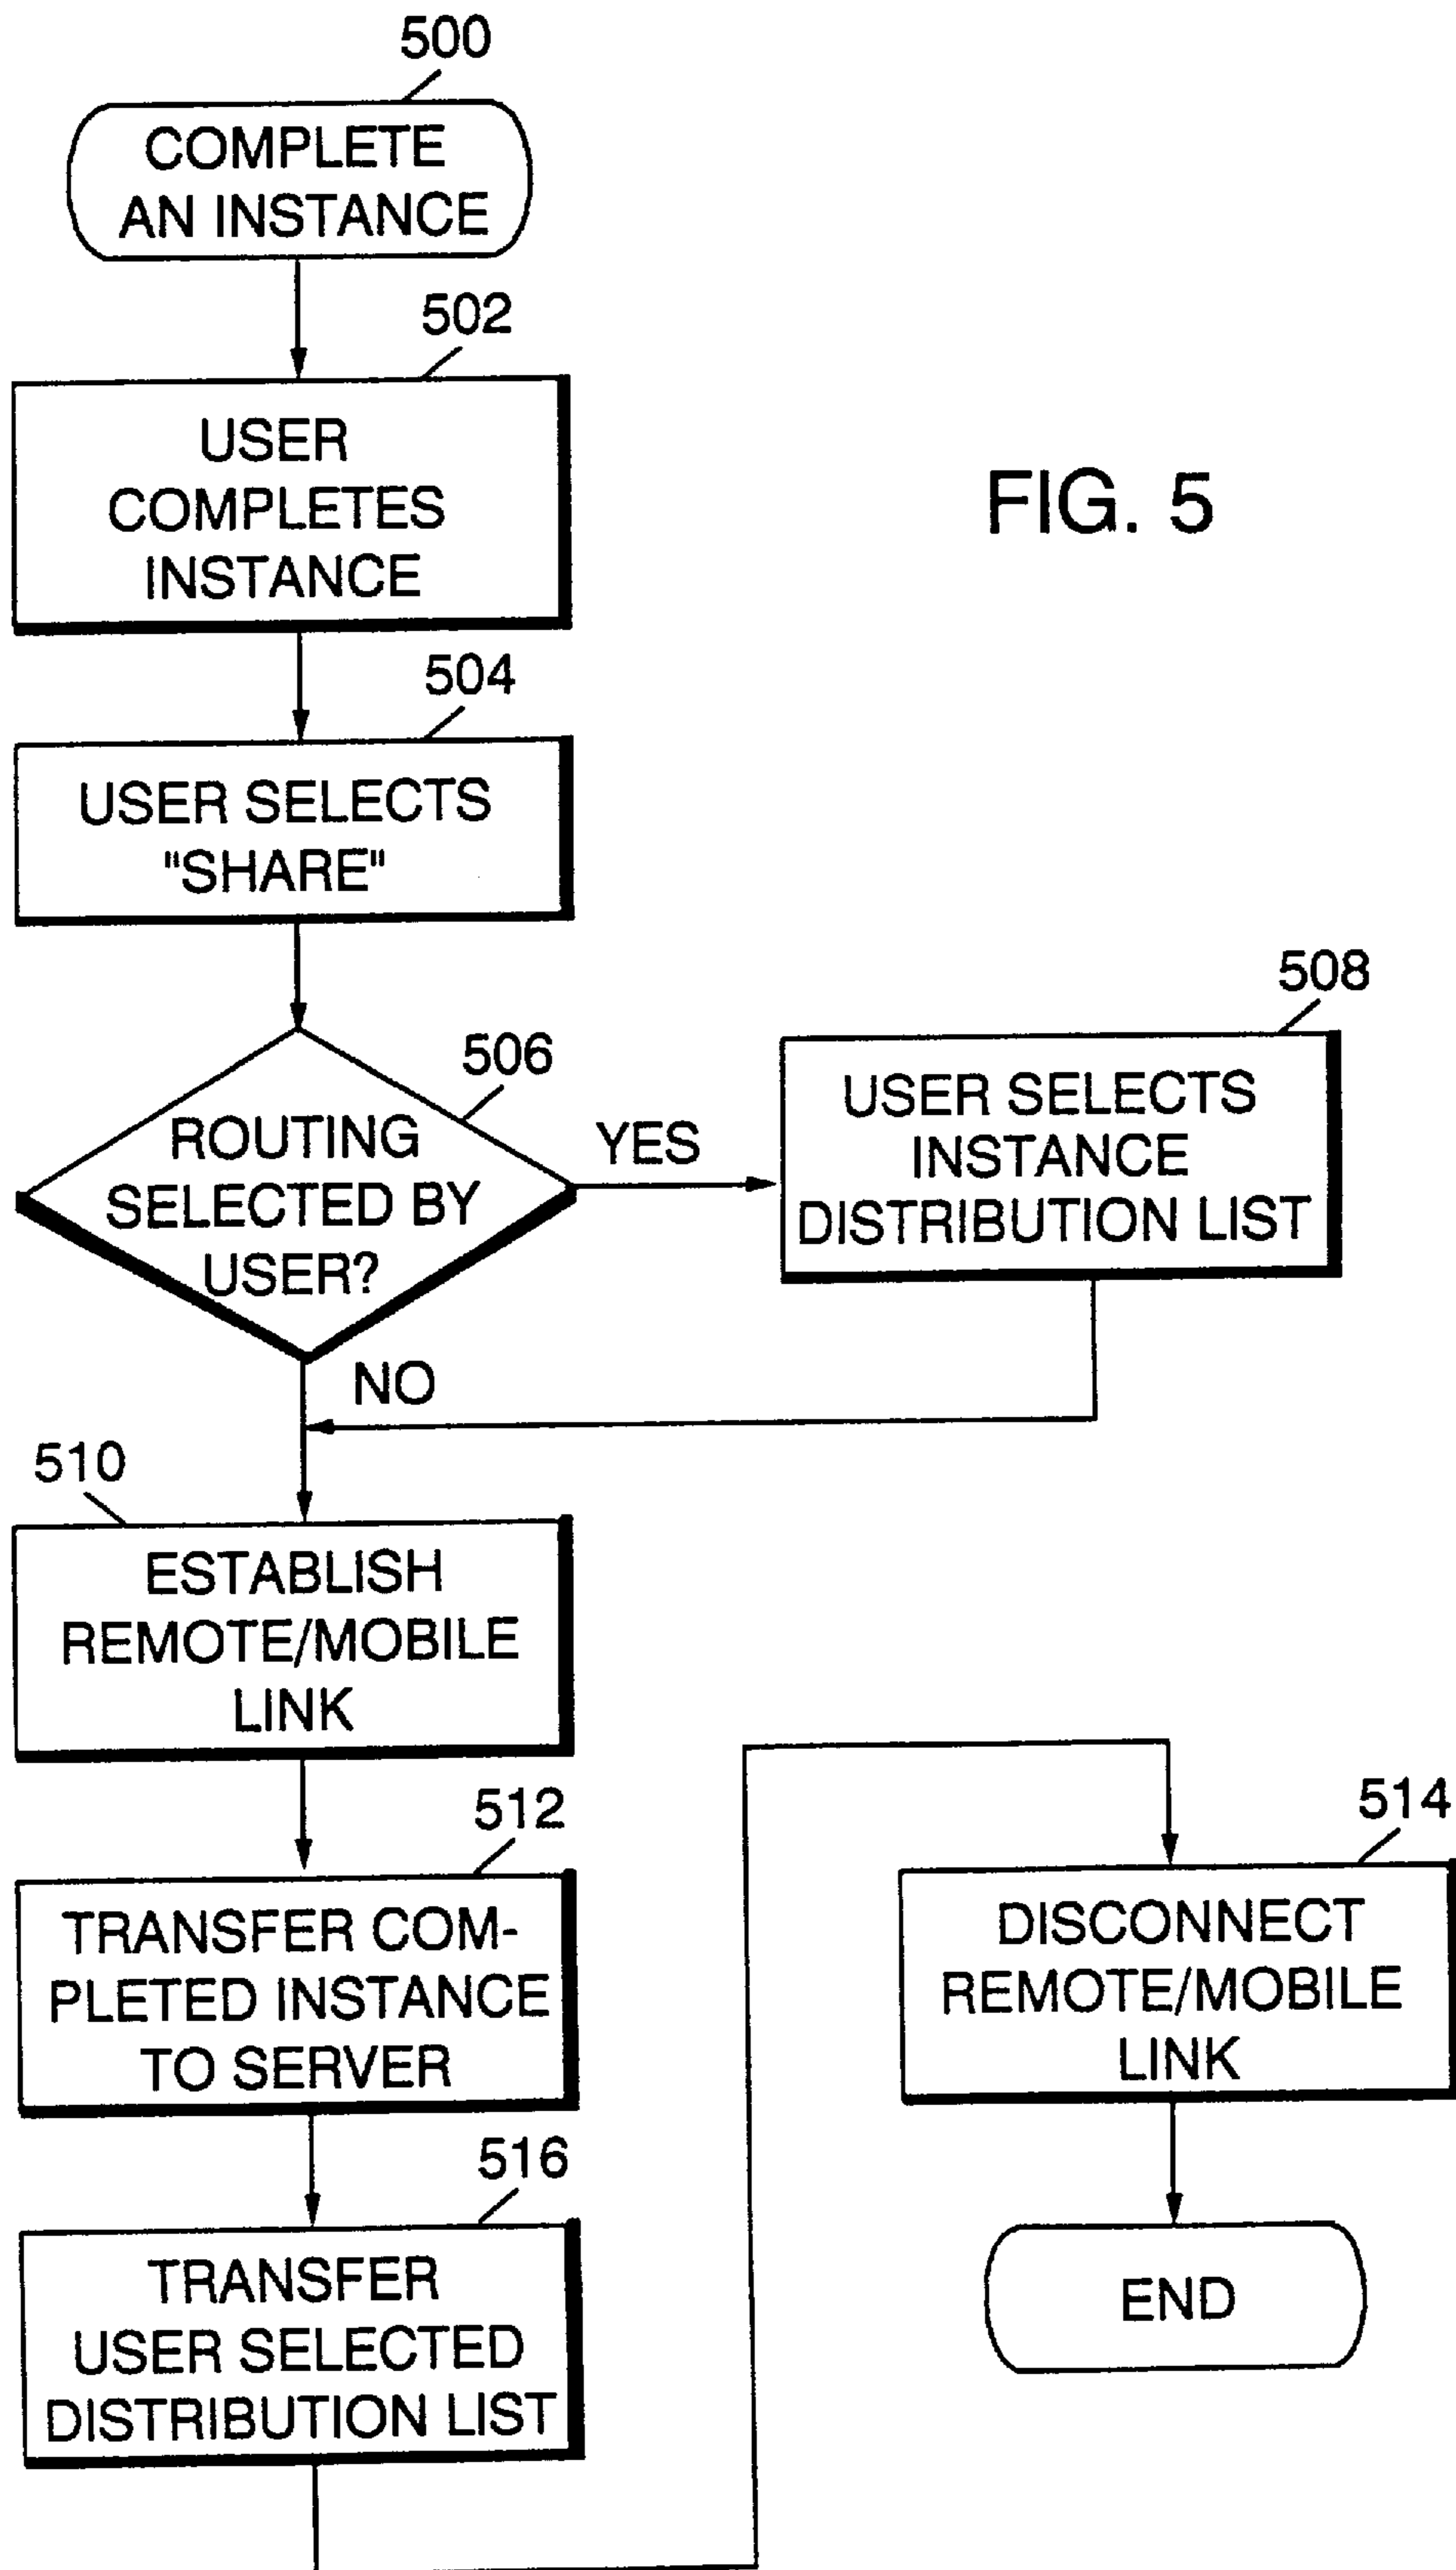 500
COMPLETE
AN INSTANCE
502
USER
COMPLETES
INSTANCE
FIG. 5
504
USER SELECTS
"SHARE"
506
ROUTING
SELECTED BY
USER?
YES
508
USER SELECTS
INSTANCE
DISTRIBUTION LIST
NO
510
ESTABLISH
REMOTE/MOBILE
LINK
512
TRANSFER COM-
PLETED INSTANCE
TO SERVER
516
TRANSFER
USER SELECTED
DISTRIBUTION LIST
514
DISCONNECT
REMOTE/MOBILE
LINK
END